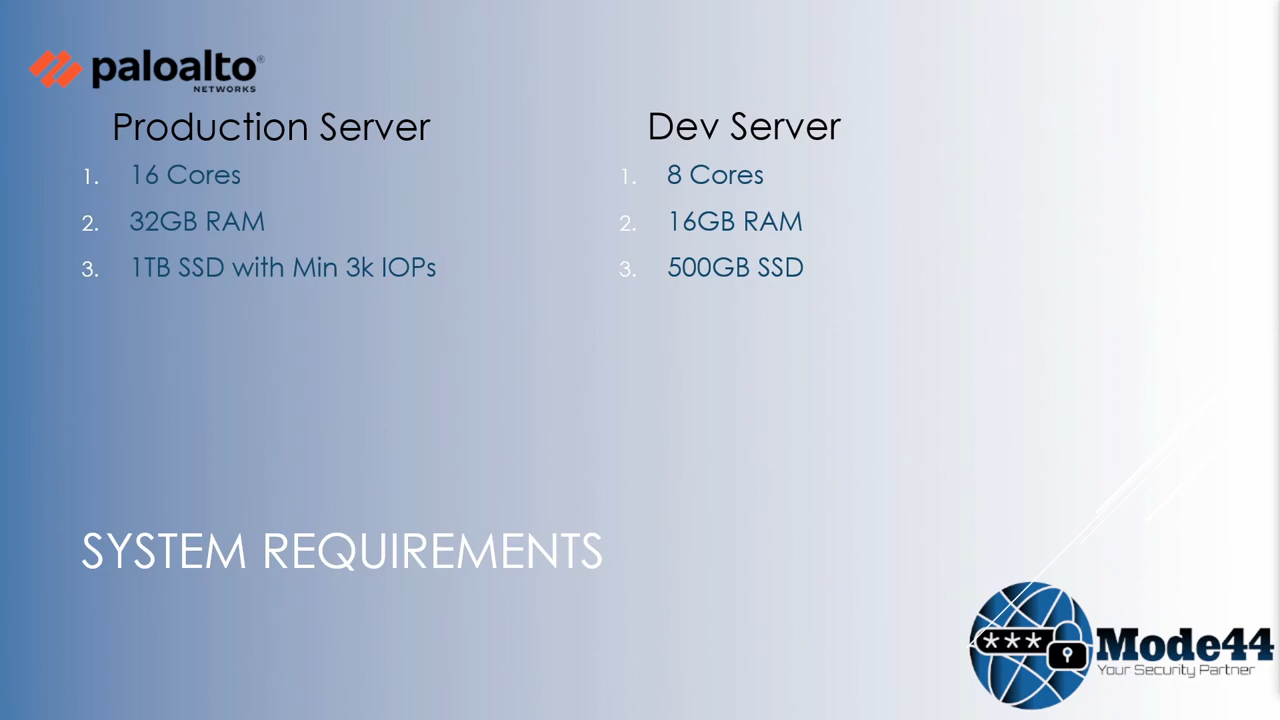 paloalto®
NETWORKS
Production Server
1. 16 Cores
2. 32GB RAM
3. 1TB SSD with Min 3k IOPs
Dev Server
1. 8 Cores
2. 16GB RAM
3. 500GB SSD
SYSTEM REQUIREMENTS
***
Mode44
Your Security Partner